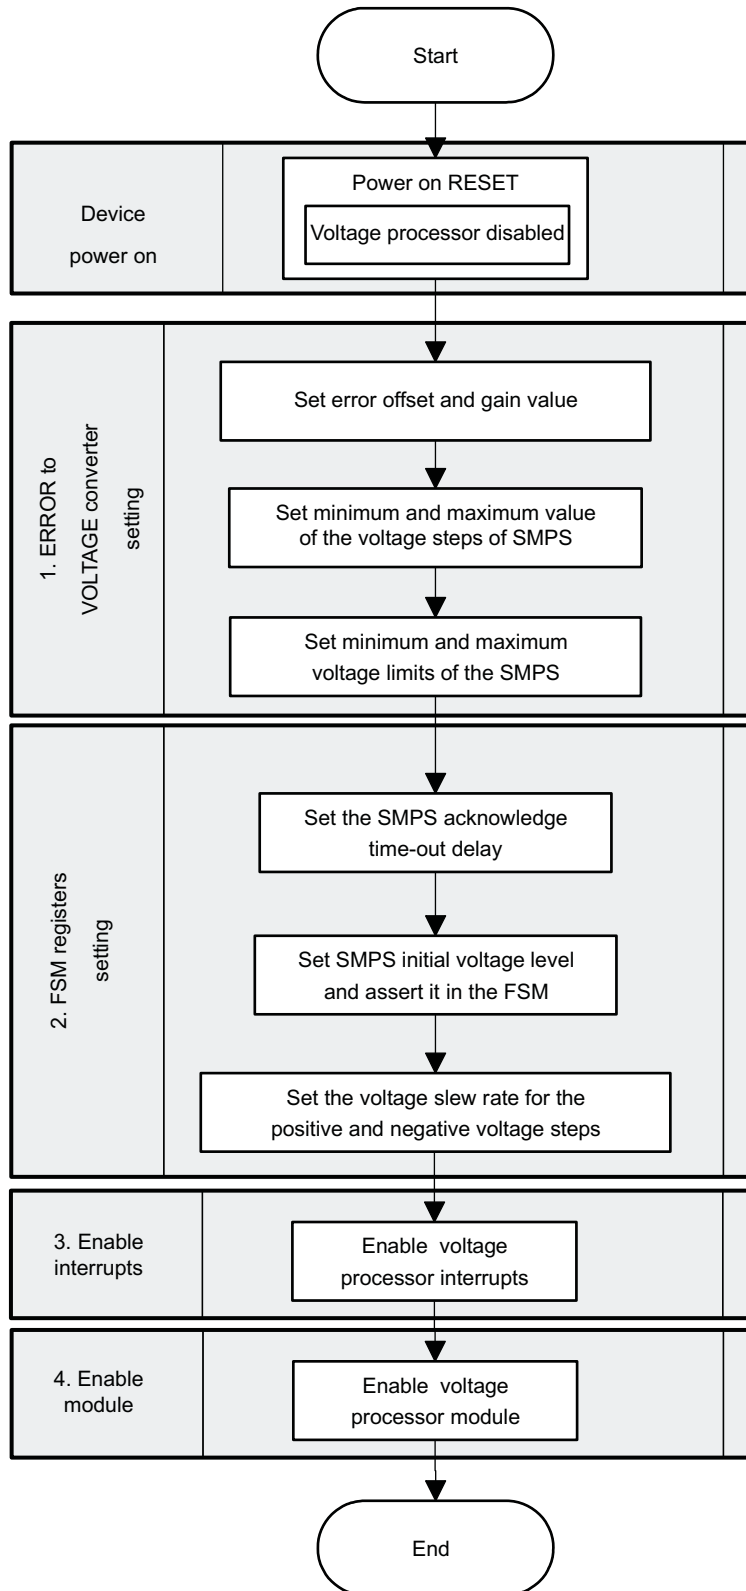 Start
Device
power on
Power on RESET
Voltage processor disabled
1. ERROR to
VOLTAGE converter
setting
Set error offset and gain value
Set minimum and maximum value
of the voltage steps of SMPS
Set minimum and maximum
voltage limits of the SMPS
2. FSM registers
setting
Set the SMPS acknowledge
time-out delay
Set SMPS initial voltage level
and assert it in the FSM
Set the voltage slew rate for the
positive and negative voltage steps
3. Enable
interrupts
Enable voltage
processor interrupts
4. Enable
module
Enable voltage
processor module
End